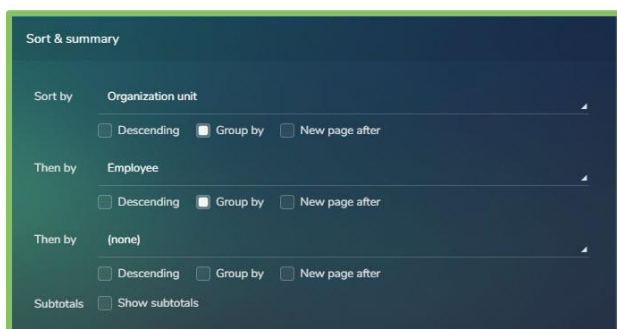 Sort & summary
Sort by Organization unit
Descending Group by New page after
Then by Employee
Descending Group by New page after
Then by (none)
Descending Group by New page after
Subtotals Show subtotals